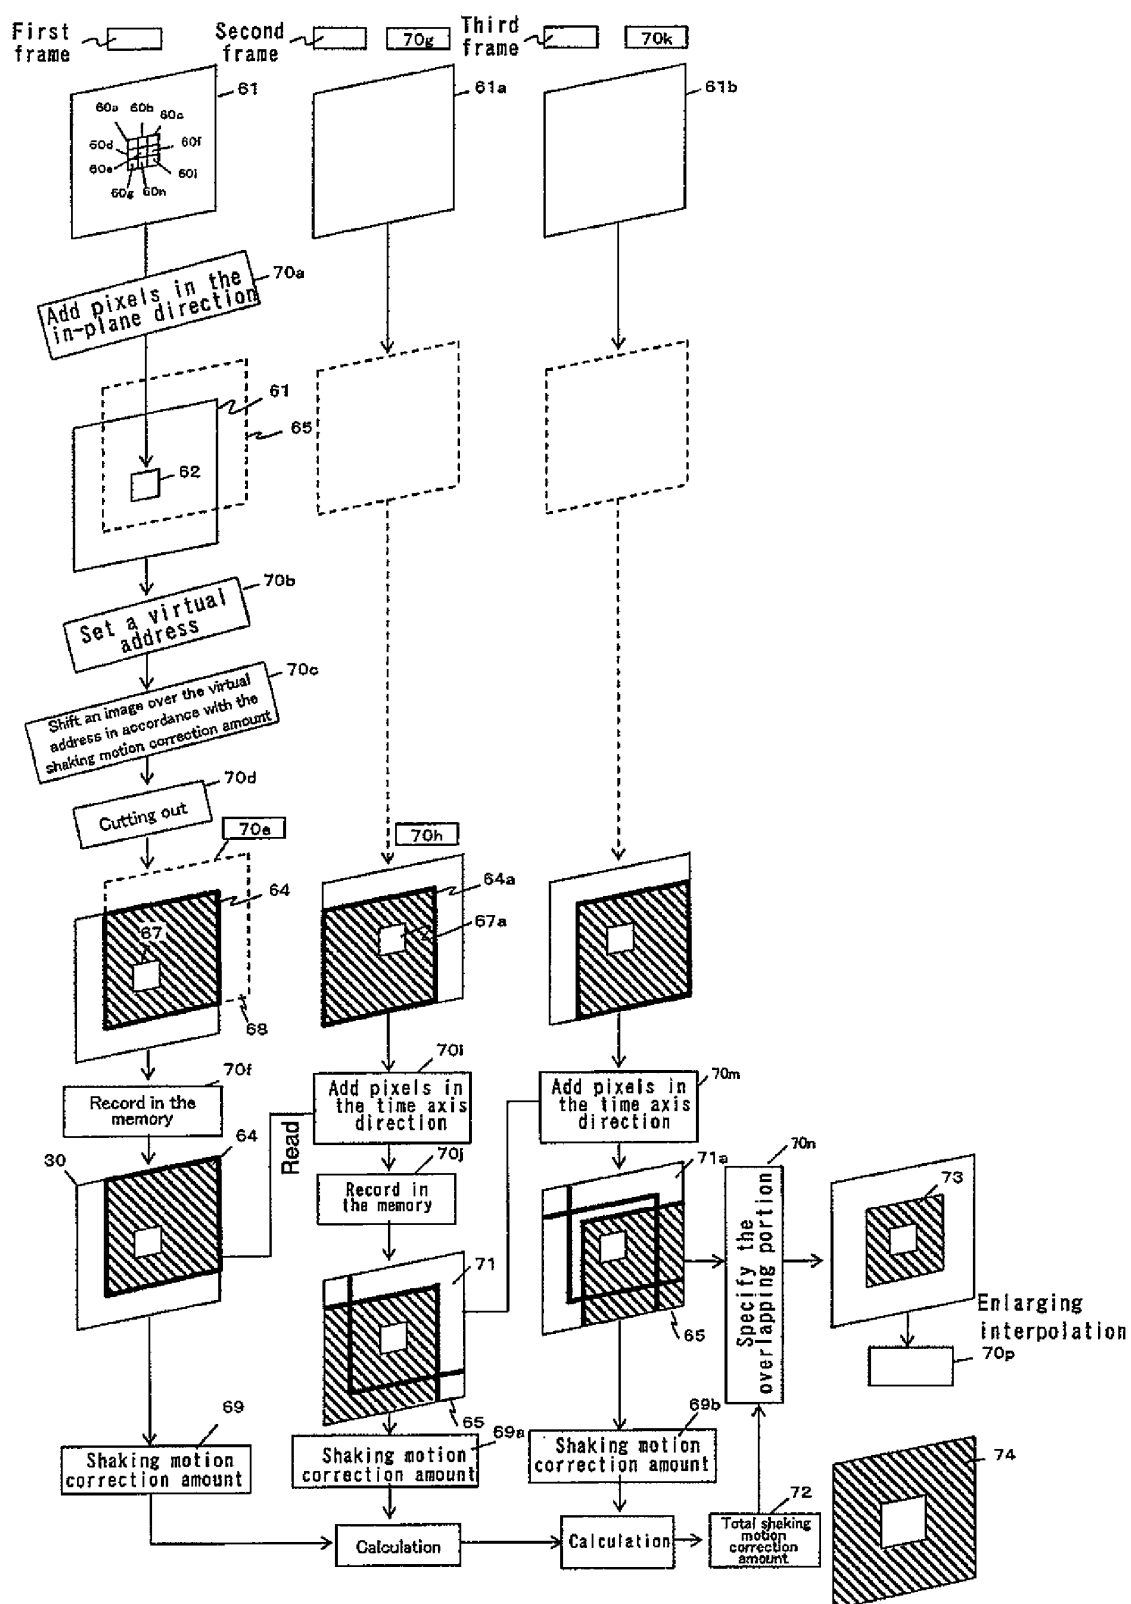 First frame
Second frame
70g
Third frame
70k
61
61a
61b
60a
60b
60c
60d
60f
60e
60i
60g
60h
70a
Add pixels in the
in-plane direction
61
65
62
70b
Set a virtual
address
70c
Shift an image over the virtual
address in accordance with the
shaking motion correction amount
70d
Cutting out
70e
70h
64
64a
67
67a
68
70f
70i
70m
Record in the
memory
Add pixels in
the time axis
direction
Add pixels in
the time axis
direction
Read
30
64
70j
Record in
the memory
71a
70n
Specify the
overlapping portion
73
71
65
65
Enlarging
interpolation
70p
69
69a
69b
Shaking motion
correction amount
Shaking motion
correction amount
Shaking motion
correction amount
74
72
Calculation
Calculation
Total shaking
motion
correction
amount